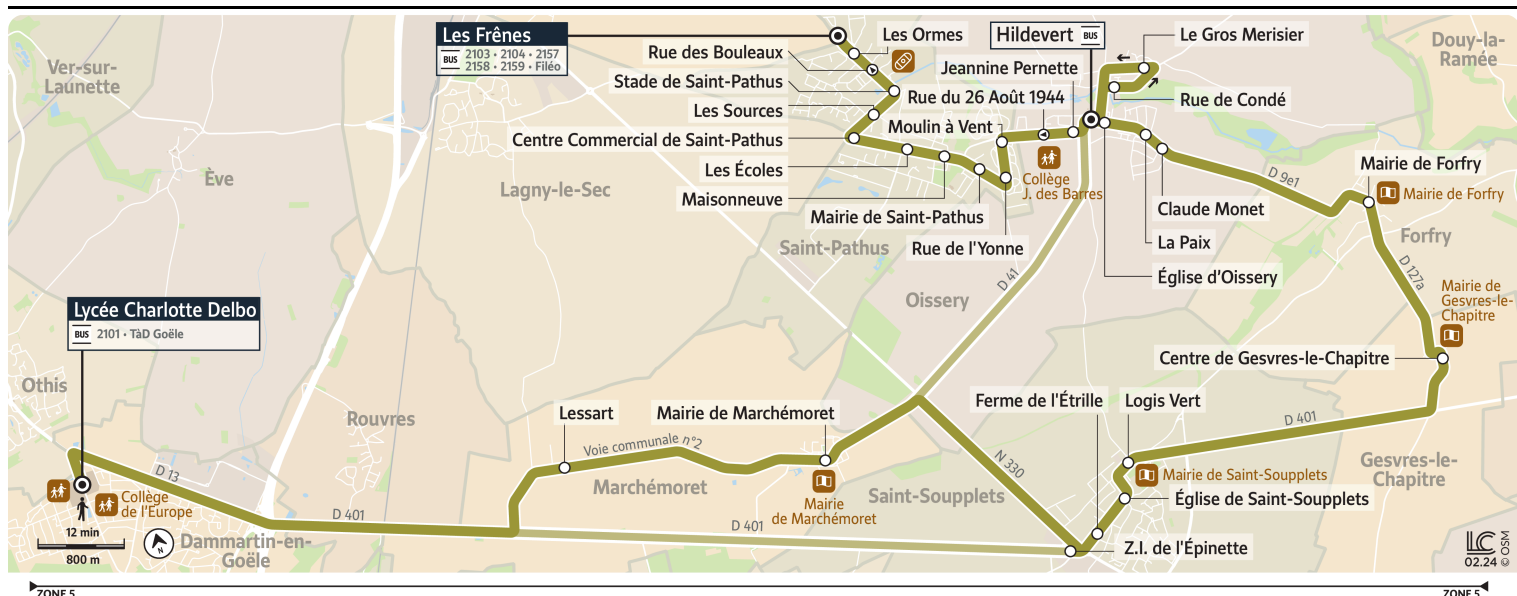 Les Frênes
BUS
2103 • 2104 • 2157
2158 • 2159 • Filéo
Les Ormes
Hildevert
BUS
Le Gros Merisier
Douy-la-
Ramée
Rue des Bouleaux
Jeannine Pernette
Ver-sur-
Launette
Stade de Saint-Pathus
Rue du 26 Août 1944
Rue de Condé
Les Sources
Moulin à Vent
Centre Commercial de Saint-Pathus
Les Écoles
Collège
J. des Barres
D 9e1
Mairie de Forfry
Mairie de Forfry
Ève
Lagny-le-Sec
Maisonneuve
Mairie de Saint-Pathus
Claude Monet
Forfry
Saint-Pathus
Rue de l'Yonne
La Paix
D 41
Église d'Oissery
D 127a
Oissery
Mairie de
Gesvres-le-
Chapitre
Lycée Charlotte Delbo
BUS
2101 • TàD Goële
Centre de Gesvres-le-Chapitre
Othis
Rouvres
Lessart
Mairie de Marchémoret
Ferme de l'Étrille
Logis Vert
D 401
Voie communale n°2
D 13
N 330
Mairie de Saint-Soupplets
Gesvres-le-
Chapitre
Marchémoret
Saint-Soupplets
Église de Saint-Soupplets
Collège
de l'Europe
Mairie
de Marchémoret
D 401
D 401
12 min
800 m
N
Dammartin-en-
Goële
Z.I. de l'Épinette
LC
02.24
© OSM
ZONE 5
ZONE 5